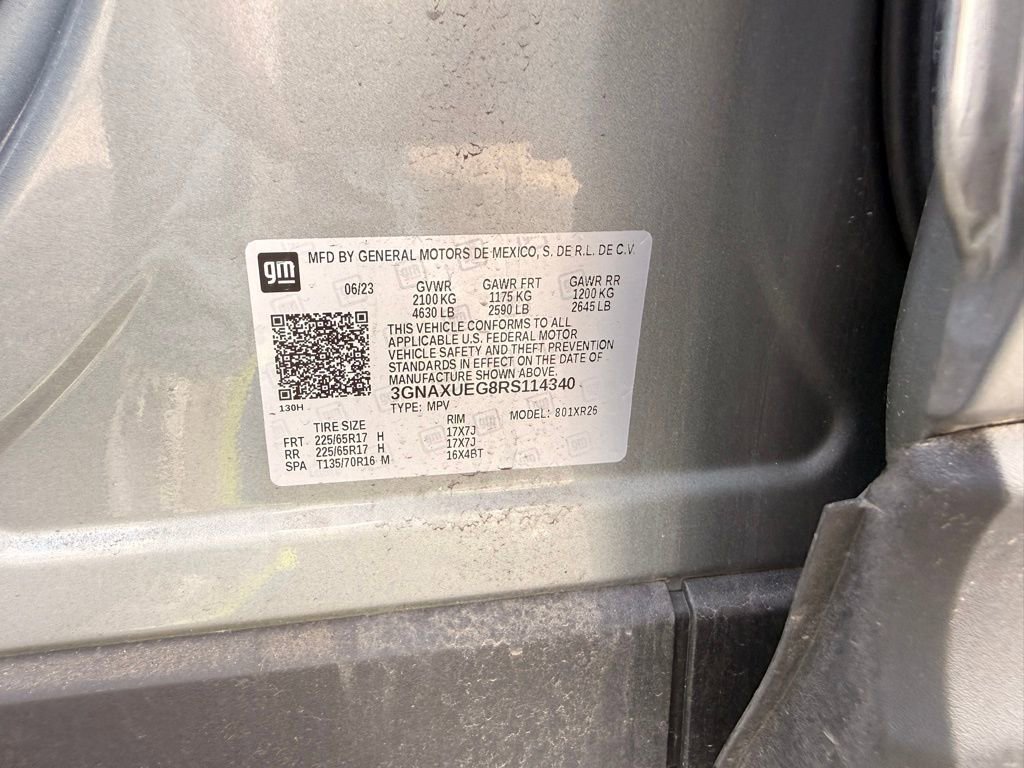 gm MFD BY GENERAL MOTORS DE MEXICO, S. DE R.L. DE C.V.
06/23 GVWR GAWR FRT GAWR RR
2100 KG 1175 KG 1200 KG
4630 LB 2590 LB 2645 LB
THIS VEHICLE CONFORMS TO ALL
APPLICABLE U.S. FEDERAL MOTOR
VEHICLE SAFETY AND THEFT PREVENTION
STANDARDS IN EFFECT ON THE DATE OF
MANUFACTURE SHOWN ABOVE.
3GNAXUEG8RS114340
130H
TYPE: MPV MODEL: 801XR26
TIRE SIZE RIM
FRT 225/65R17 H 17X7J
RR 225/65R17 H 17X7J
SPA T135/70R16 M 16X4BT